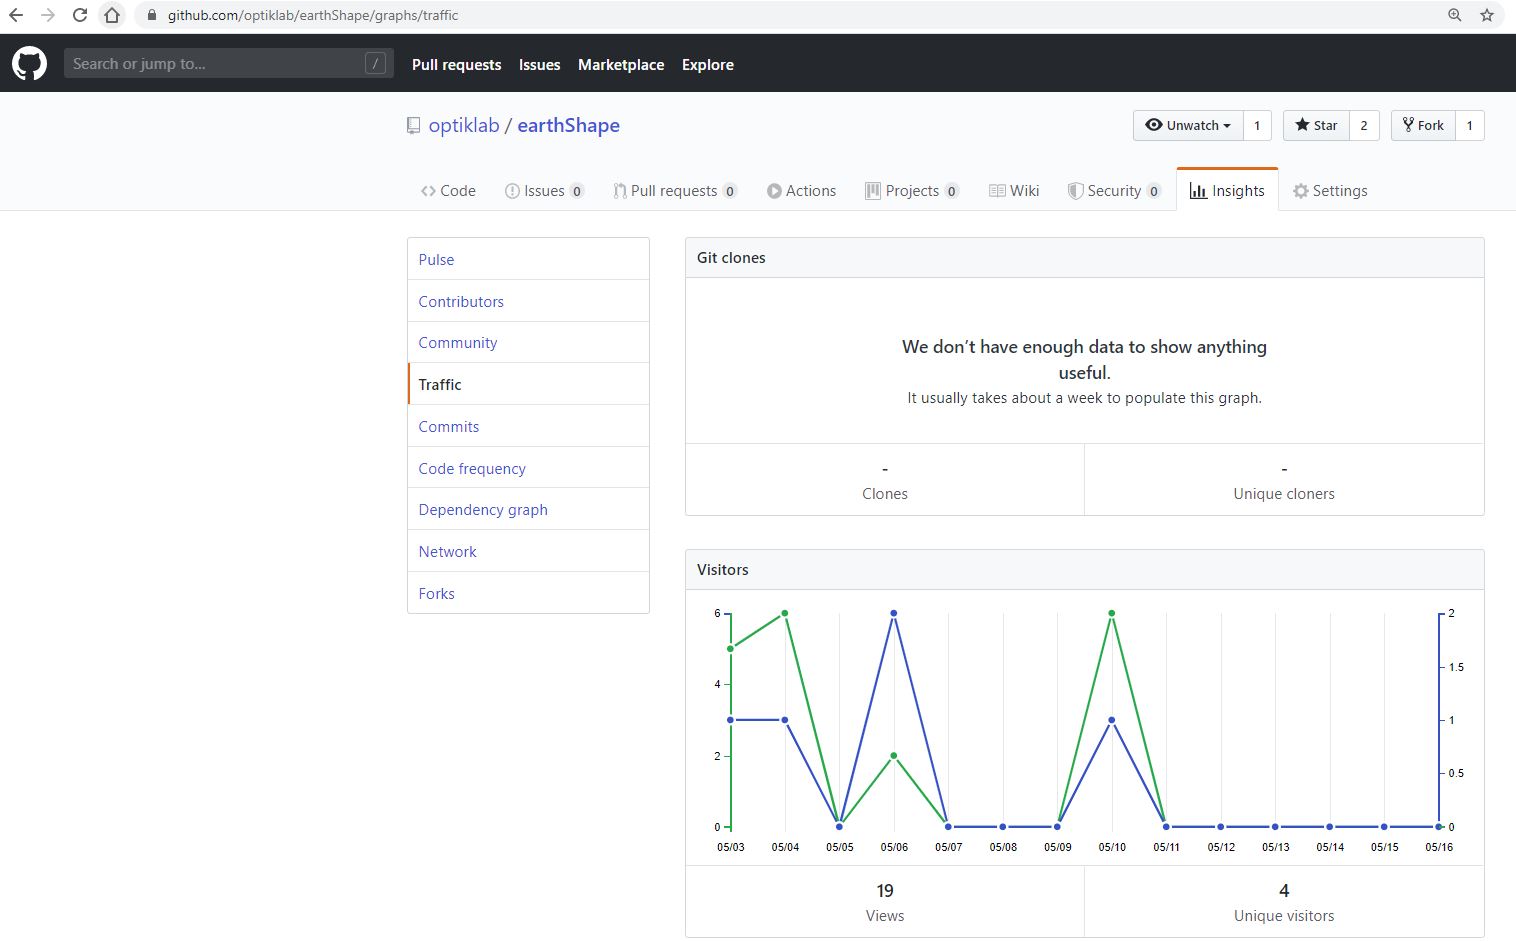 github.com/optiklab/earthShape/graphs/traffic
Search or jump to... /
Pull requests Issues Marketplace Explore
optiklab / earthShape
Unwatch 1 Star 2 Fork 1
Code Issues 0 Pull requests 0 Actions Projects 0 Wiki Security 0 Insights Settings
Pulse
Contributors
Community
Traffic
Commits
Code frequency
Dependency graph
Network
Forks
Git clones
We don't have enough data to show anything
useful.
It usually takes about a week to populate this graph.
- -
Clones Unique cloners
Visitors
6 2
1.5
4
1
2
0.5
0 0
05/03 05/04 05/05 05/06 05/07 05/08 05/09 05/10 05/11 05/12 05/13 05/14 05/15 05/16
19 4
Views Unique visitors